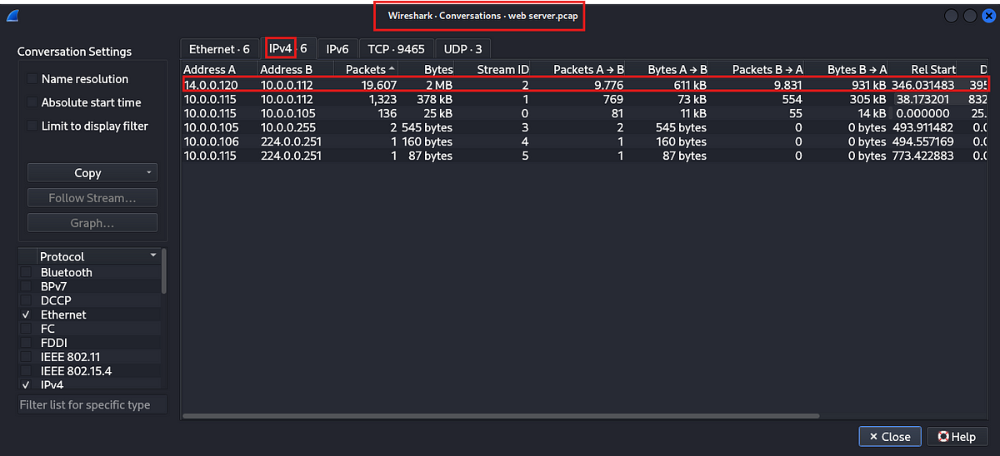 Wireshark · Conversations · web server.pcap
Conversation Settings
Name resolution
Absolute start time
Limit to display filter
Copy
Follow Stream…
Graph…
Protocol
Bluetooth
BPv7
DCCP
Ethernet
FC
FDDI
IEEE 802.11
IEEE 802.15.4
IPv4
Filter list for specific type
Ethernet · 6 IPv4 · 6 IPv6 TCP · 9465 UDP · 3
Address A Address B Packets Bytes Stream ID Packets A → B Bytes A → B Packets B → A Bytes B → A Rel Start D
14.0.0.120 10.0.0.112 19.607 2 MB 2 9.776 611 kB 9.831 931 kB 346.031483 395
10.0.0.115 10.0.0.112 1,323 378 kB 1 769 73 kB 554 305 kB 38.173201 832
10.0.0.115 10.0.0.105 136 25 kB 0 81 11 kB 55 14 kB 0.000000 25.
10.0.0.105 10.0.0.255 2 545 bytes 3 2 545 bytes 0 0 bytes 493.911482 0.0
10.0.0.106 224.0.0.251 1 160 bytes 4 1 160 bytes 0 0 bytes 494.557169 0.0
10.0.0.115 224.0.0.251 1 87 bytes 5 1 87 bytes 0 0 bytes 773.422883 0.0
Close Help